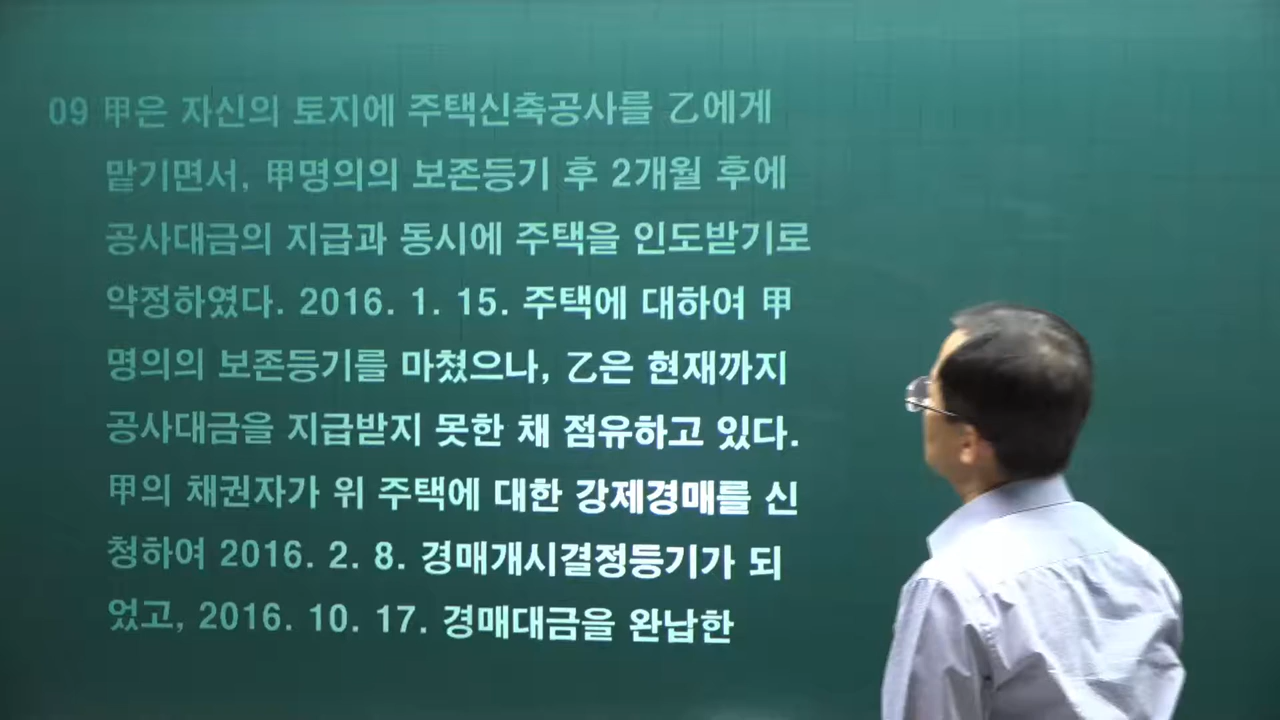 09 甲은 자신의 토지에 주택신축공사를 乙에게
맡기면서, 甲명의의 보존등기 후 2개월 후에
공사대금의 지급과 동시에 주택을 인도받기로
약정하였다. 2016. 1. 15. 주택에 대하여 甲
명의의 보존등기를 마쳤으나, 乙은 현재까지
공사대금을 지급받지 못한 채 점유하고 있다.
甲의 채권자가 위 주택에 대한 강제경매를 신
청하여 2016. 2. 8. 경매개시결정등기가 되
었고, 2016. 10. 17. 경매대금을 완납한